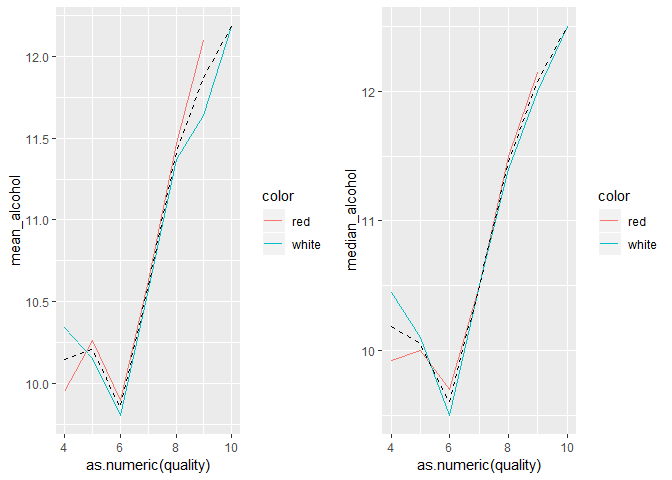 12.0
11.5
11.0
10.5
10.0
mean_alcohol
4
6
8
10
as.numeric(quality)
color
red
white
12
11
10
median_alcohol
4
6
8
10
as.numeric(quality)
color
red
white